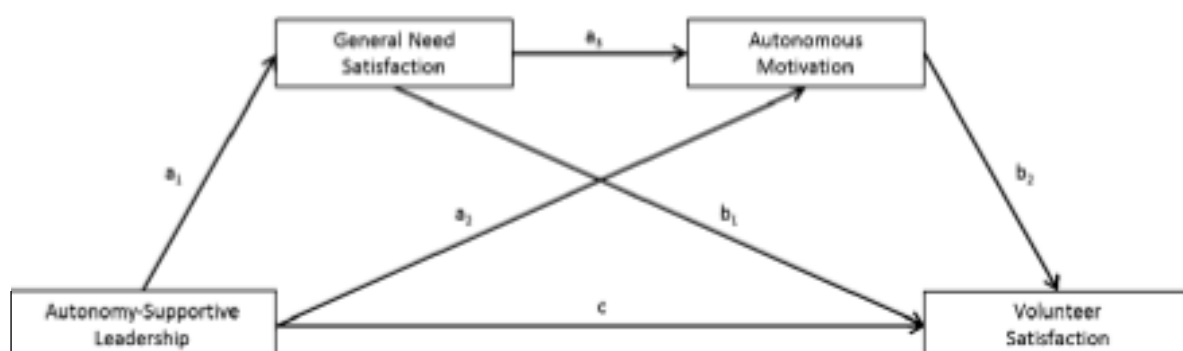 General Need
Satisfaction
a₃
Autonomous
Motivation
a₁
a₂
b₁
b₂
Autonomy-Supportive
Leadership
c
Volunteer
Satisfaction